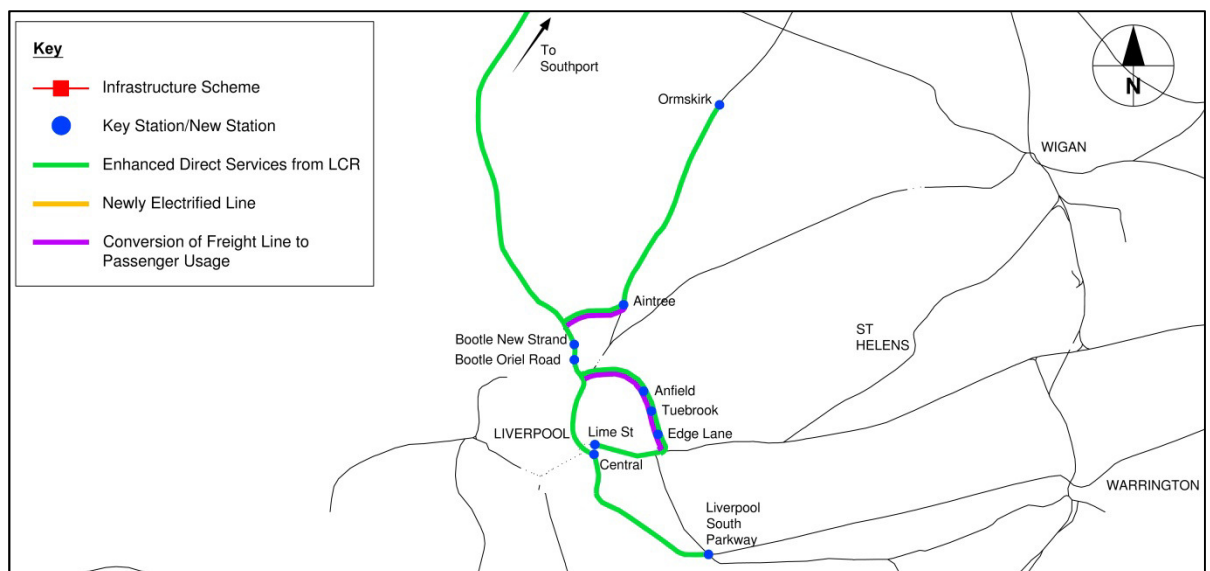 Key
Infrastructure Scheme
Key Station/New Station
Enhanced Direct Services from LCR
Newly Electrified Line
Conversion of Freight Line to
Passenger Usage
To
Southport
N
Ormskirk
WIGAN
Aintree
Bootle New Strand
Bootle Oriel Road
ST
HELENS
Anfield
Tuebrook
Edge Lane
LIVERPOOL
Lime St
Central
Liverpool
South
Parkway
WARRINGTON